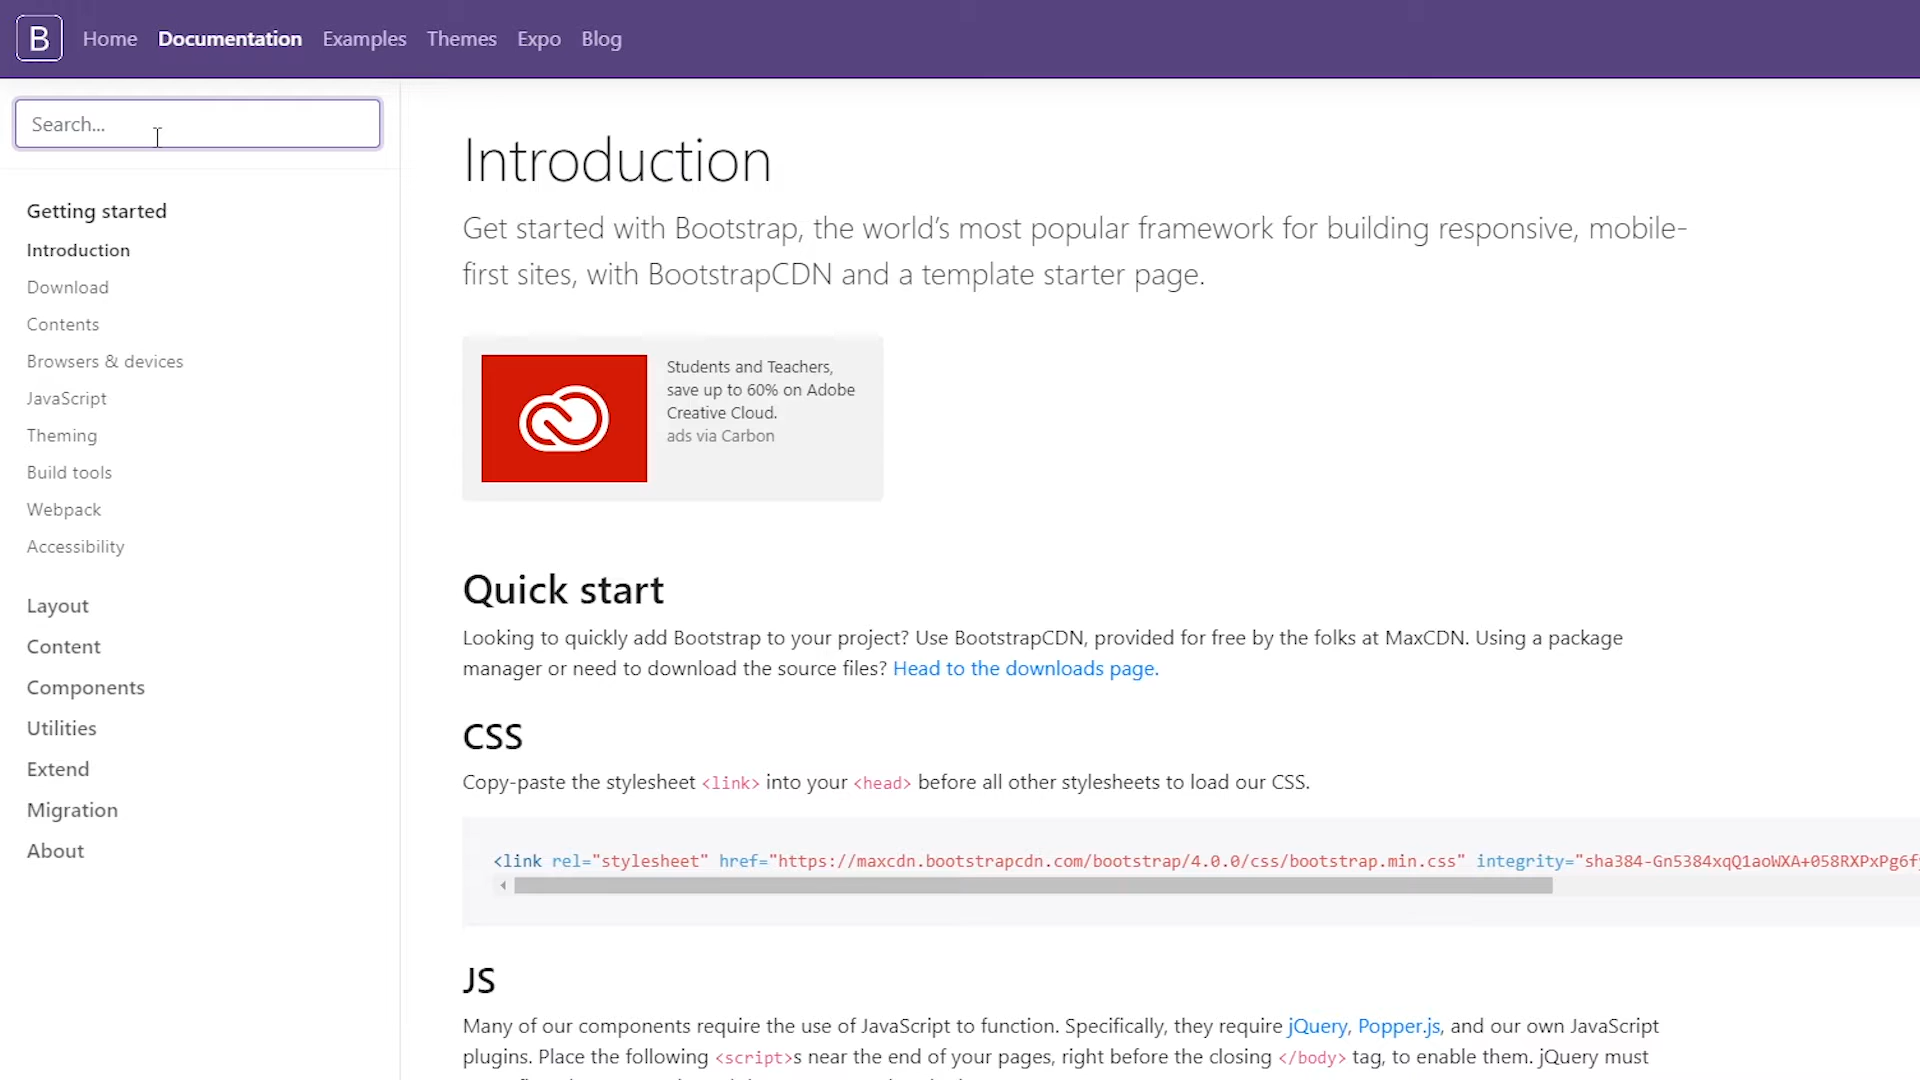 B Home Documentation Examples Themes Expo Blog
Search...
Getting started
Introduction
Download
Contents
Browsers & devices
JavaScript
Theming
Build tools
Webpack
Accessibility
Layout
Content
Components
Utilities
Extend
Migration
About
Introduction
Get started with Bootstrap, the world’s most popular framework for building responsive, mobile-
first sites, with BootstrapCDN and a template starter page.
Students and Teachers,
save up to 60% on Adobe
Creative Cloud.
ads via Carbon
Quick start
Looking to quickly add Bootstrap to your project? Use BootstrapCDN, provided for free by the folks at MaxCDN. Using a package
manager or need to download the source files? Head to the downloads page.
CSS
Copy-paste the stylesheet <link> into your <head> before all other stylesheets to load our CSS.
<link rel="stylesheet" href="https://maxcdn.bootstrapcdn.com/bootstrap/4.0.0/css/bootstrap.min.css" integrity="sha384-Gn5384xqQ1aoWXA+058RXPxPg6f
JS
Many of our components require the use of JavaScript to function. Specifically, they require jQuery, Popper.js, and our own JavaScript
plugins. Place the following <script>s near the end of your pages, right before the closing </body> tag, to enable them. jQuery must